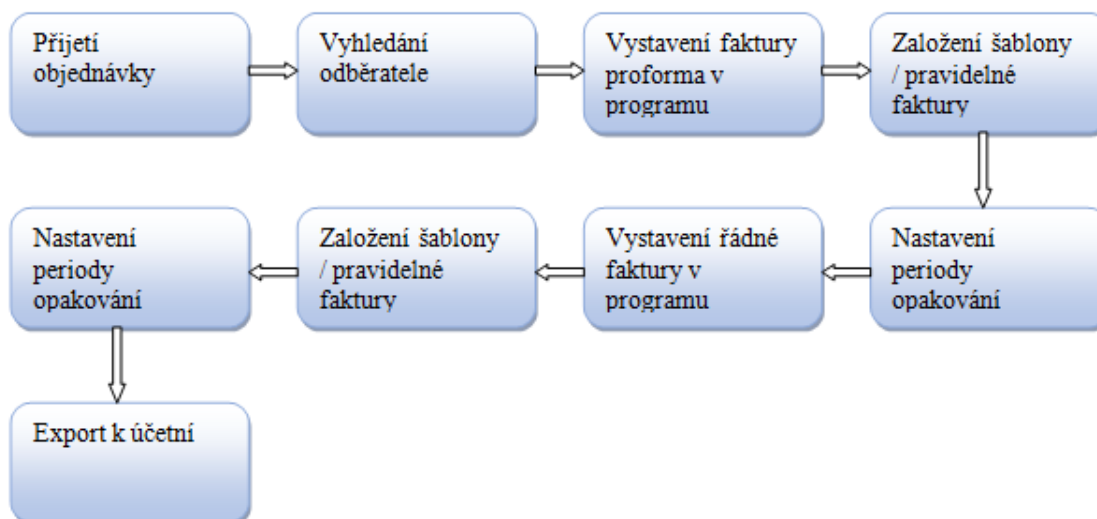 Přijetí
objednávky
Vyhledání
odběratele
Vystavení faktury
proforma v
programu
Založení šablony
/ pravidelné
faktury
Nastavení
periody
opakování
Vystavení řádné
faktury v
programu
Založení šablony
/ pravidelné
faktury
Nastavení
periody
opakování
Export k účetní